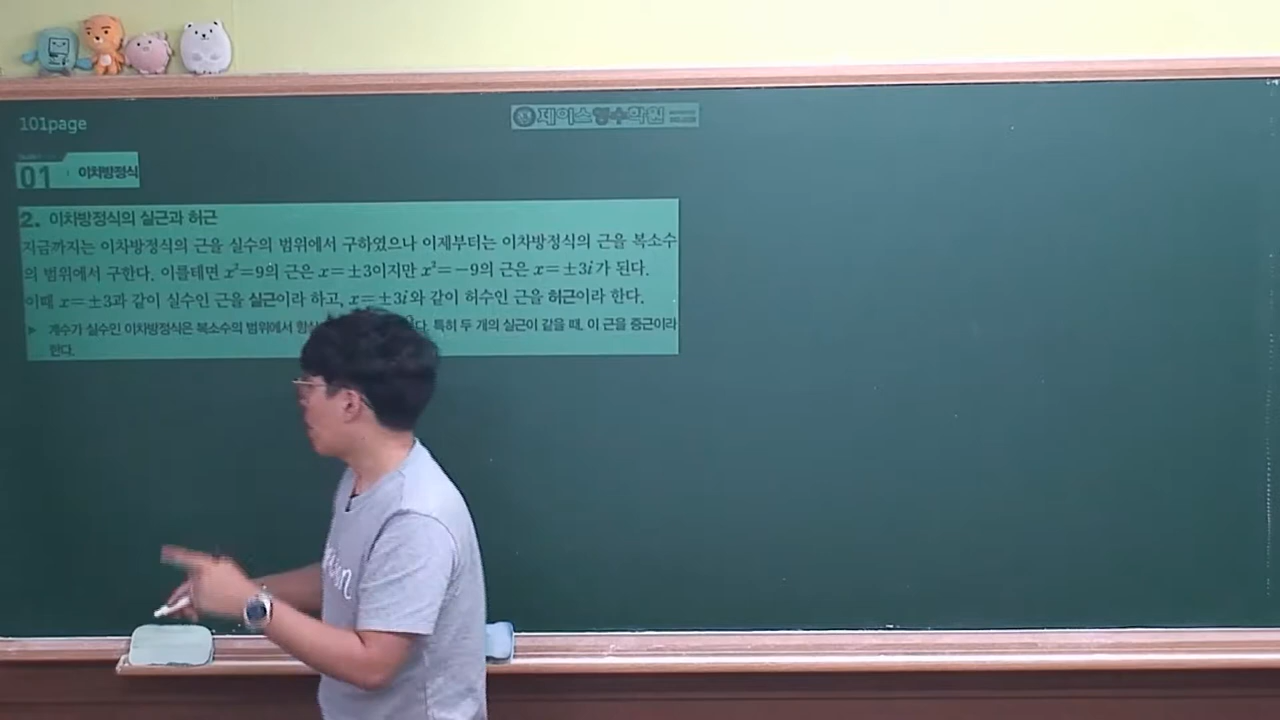 101page
제이스영수학원
01 이차방정식
2. 이차방정식의 실근과 허근
지금까지는 이차방정식의 근을 실수의 범위에서 구하였으나 이제부터는 이차방정식의 근을 복소수
의 범위에서 구한다. 이를테면 x²=9의 근은 x=±3이지만 x²=-9의 근은 x=±3i가 된다.
이때 x=±3과 같이 실수인 근을 실근이라 하고, x=±3i와 같이 허수인 근을 허근이라 한다.
▶ 계수가 실수인 이차방정식은 복소수의 범위에서 항상 다. 특히 두 개의 실근이 같을 때, 이 근을 중근이라
한다.